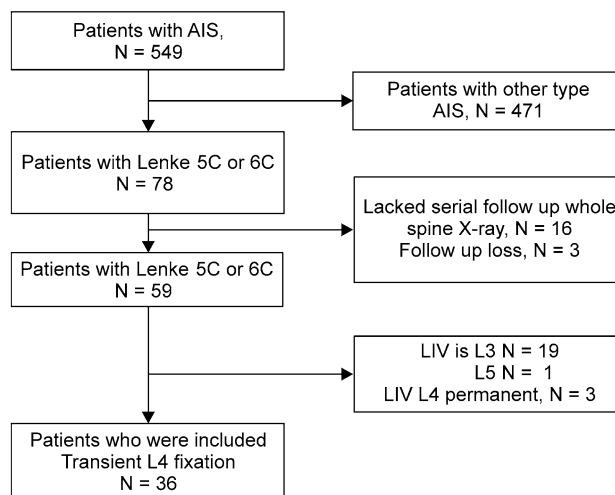 Patients with AIS,
N = 549
Patients with other type
AIS, N = 471
Patients with Lenke 5C or 6C
N = 78
Lacked serial follow up whole
spine X-ray, N = 16
Follow up loss, N = 3
Patients with Lenke 5C or 6C
N = 59
LIV is L3 N = 19
L5 N = 1
LIV L4 permanent, N = 3
Patients who were included
Transient L4 fixation
N = 36